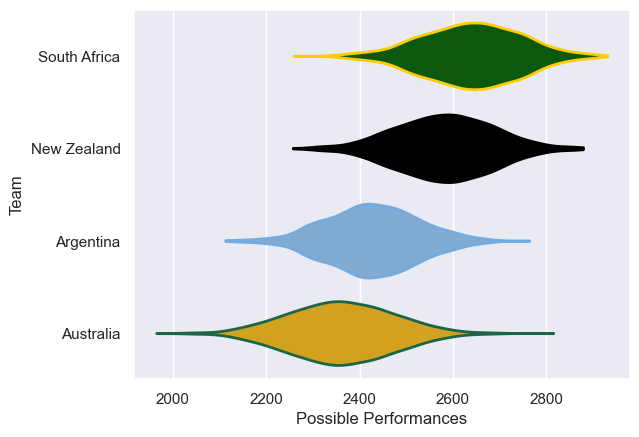 South Africa
New Zealand
Argentina
Australia
Team
2000 2200 2400 2600 2800
Possible Performances